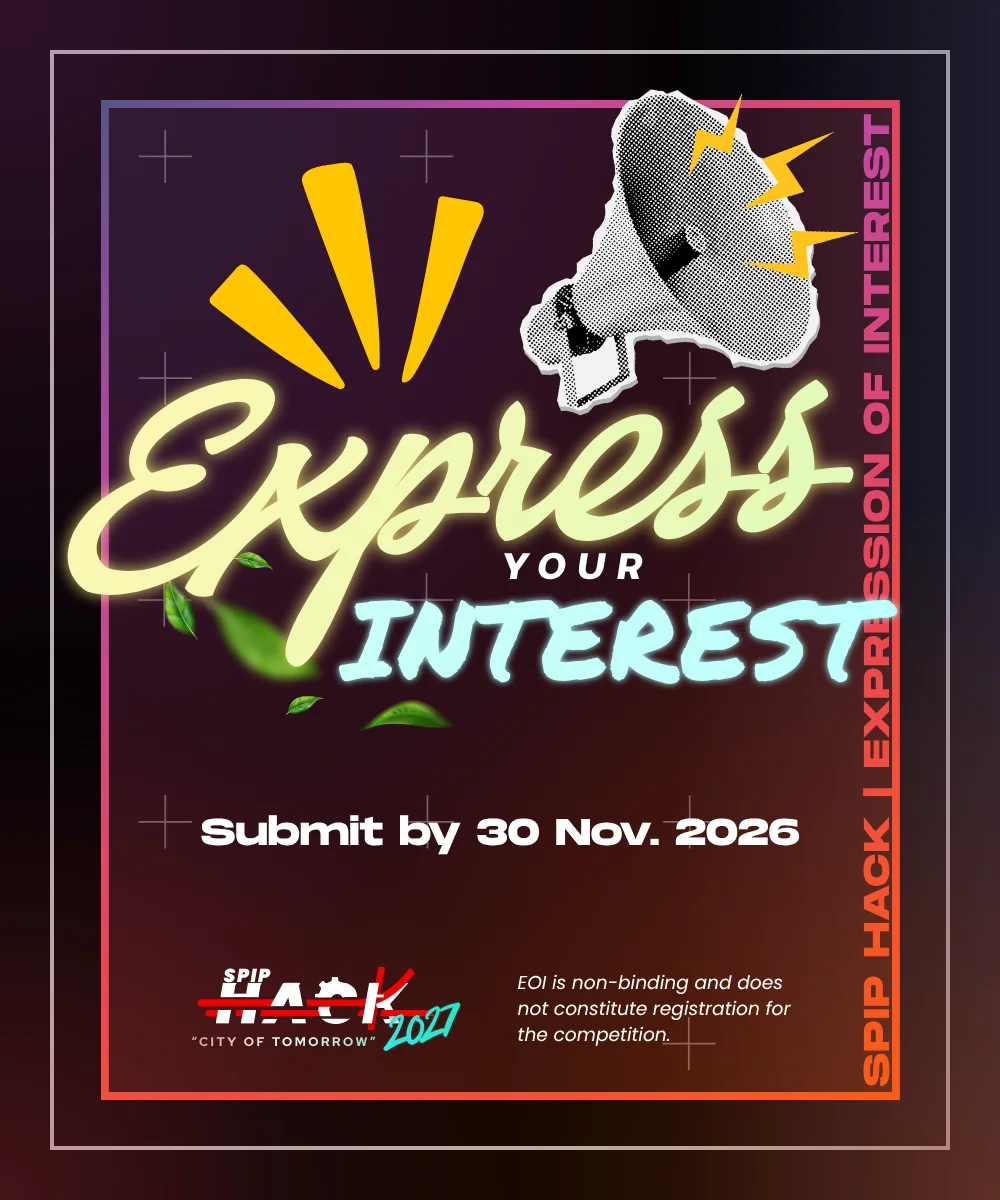 Express
YOUR
INTEREST
Submit by 30 Nov. 2026
SPIP
HACK
2027
“CITY OF TOMORROW”
EOI is non-binding and does
not constitute registration for
the competition.
SPIP HACK | EXPRESSION OF INTEREST